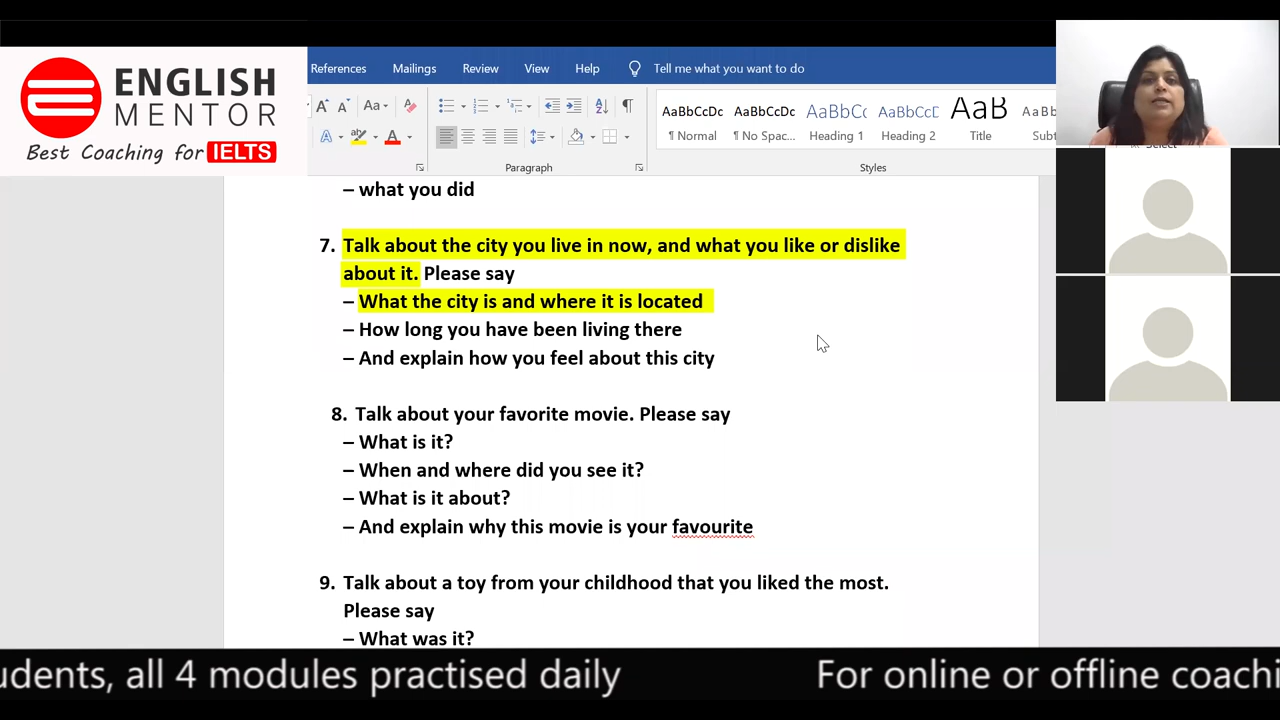 ENGLISH
MENTOR
Best Coaching for IELTS
References Mailings Review View Help Tell me what you want to do
Aa
AaBbCcDc AaBbCcDc AaBbCc AaBbCcD AaB
¶ Normal ¶ No Spac... Heading 1 Heading 2 Title
Paragraph Styles
– what you did
7. Talk about the city you live in now, and what you like or dislike
about it. Please say
– What the city is and where it is located
– How long you have been living there
– And explain how you feel about this city
8. Talk about your favorite movie. Please say
– What is it?
– When and where did you see it?
– What is it about?
– And explain why this movie is your favourite
9. Talk about a toy from your childhood that you liked the most.
Please say
– What was it?
udents, all 4 modules practised daily For online or offline coachi